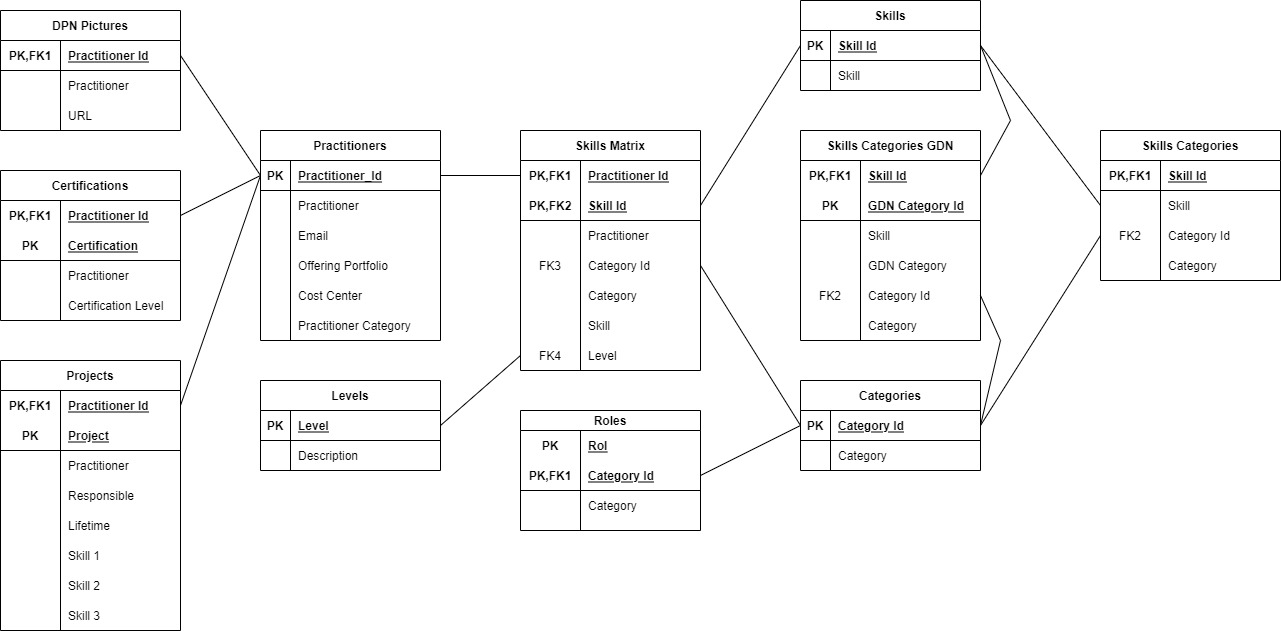 DPN Pictures
PK,FK1 Practitioner Id
Practitioner
URL
Certifications
PK,FK1 Practitioner Id
PK Certification
Practitioner
Certification Level
Projects
PK,FK1 Practitioner Id
PK Project
Practitioner
Responsible
Lifetime
Skill 1
Skill 2
Skill 3
Practitioners
PK Practitioner_Id
Practitioner
Email
Offering Portfolio
Cost Center
Practitioner Category
Levels
PK Level
Description
Skills Matrix
PK,FK1 Practitioner Id
PK,FK2 Skill Id
Practitioner
FK3 Category Id
Category
Skill
FK4 Level
Roles
PK Rol
PK,FK1 Category Id
Category
Skills
PK Skill Id
Skill
Skills Categories GDN
PK,FK1 Skill Id
PK GDN Category Id
Skill
GDN Category
FK2 Category Id
Category
Categories
PK Category Id
Category
Skills Categories
PK,FK1 Skill Id
Skill
FK2 Category Id
Category